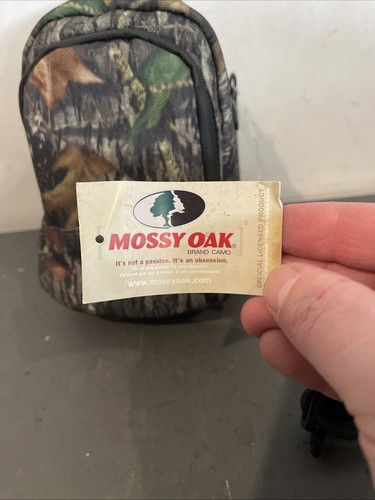 MOSSY OAK®
BRAND CAMO
It's not a passion. It's an obsession.
www.mossyoak.com
OFFICIAL LICENSED PRODUCT